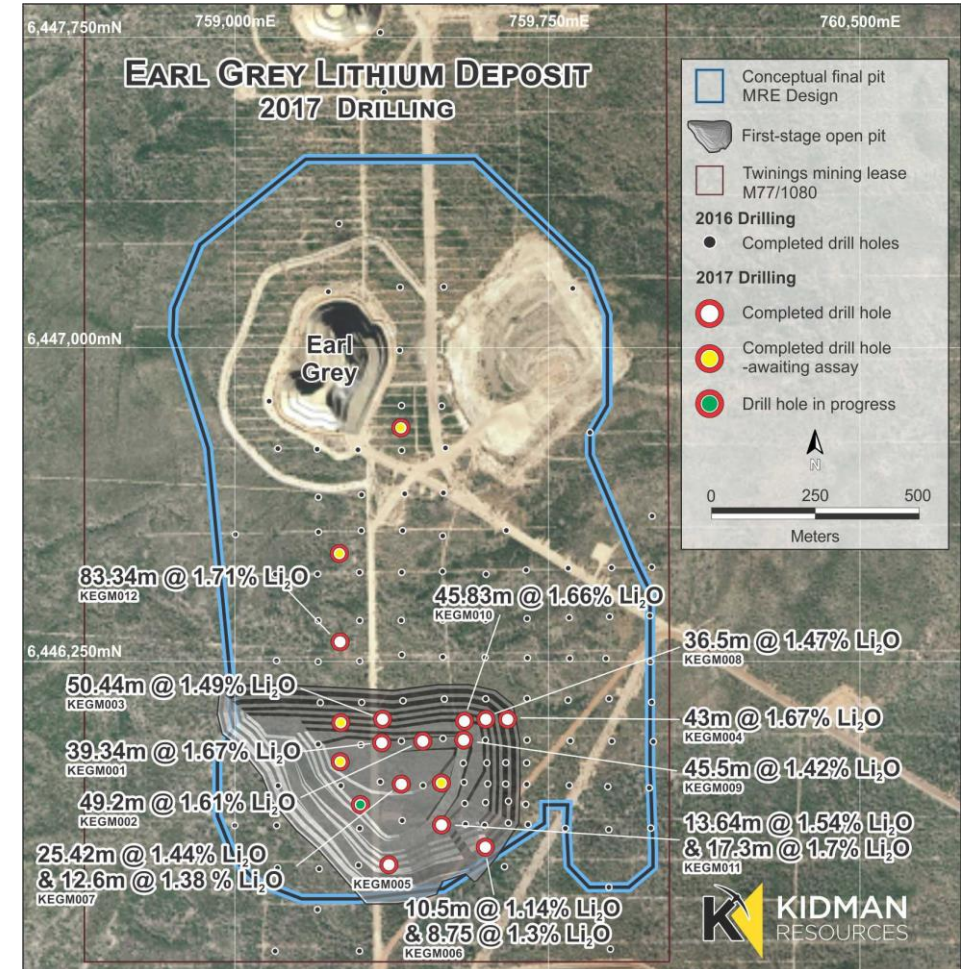 6,447,750mN
759,000mE
759,750mE
760,500mE
EARL GREY LITHIUM DEPOSIT
2017 DRILLING
Conceptual final pit
MRE Design
First-stage open pit
Twinings mining lease
M77/1080
2016 Drilling
Completed drill holes
2017 Drilling
Completed drill hole
Completed drill hole
-awaiting assay
Drill hole in progress
N
0 250 500
Meters
6,447,000mN
Earl
Grey
83.34m @ 1.71% Li₂O
KEGM012
45.83m @ 1.66% Li₂O
KEGM010
6,446,250mN
36.5m @ 1.47% Li₂O
KEGM008
50.44m @ 1.49% Li₂O
KEGM003
43m @ 1.67% Li₂O
KEGM004
39.34m @ 1.67% Li₂O
KEGM001
45.5m @ 1.42% Li₂O
KEGM009
49.2m @ 1.61% Li₂O
KEGM002
13.64m @ 1.54% Li₂O
& 17.3m @ 1.7% Li₂O
KEGM011
25.42m @ 1.44% Li₂O
& 12.6m @ 1.38 % Li₂O
KEGM007
KEGM005
10.5m @ 1.14% Li₂O
& 8.75 @ 1.3% Li₂O
KEGM006
KIDMAN
RESOURCES